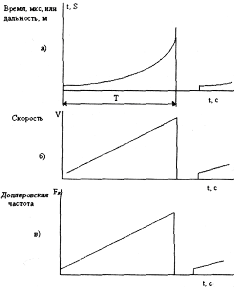 Время, мкс, или
дальность, м
t, S
а)
T
t, c
Скорость
V
б)
t, c
Доплеровская
частота
Fд
в)
t, c